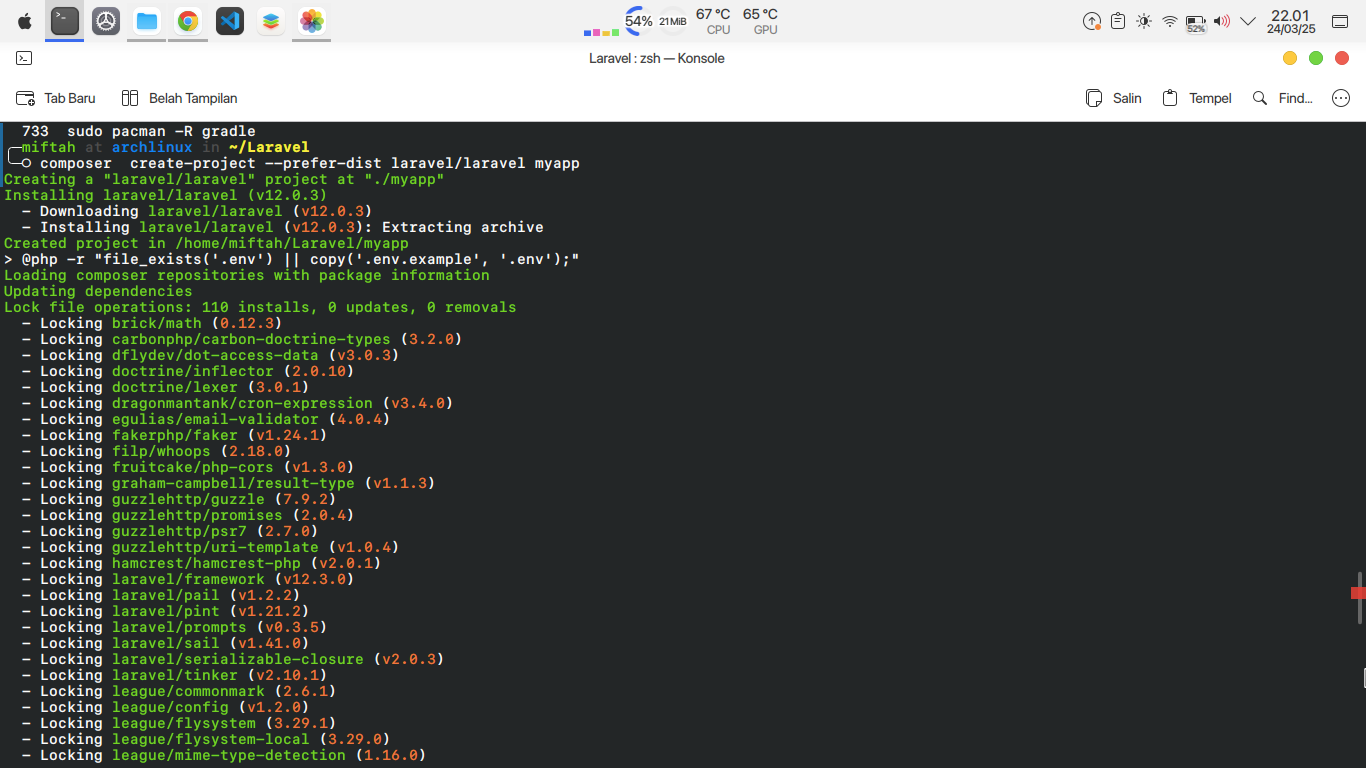 54% 21MiB 67 °C CPU 65 °C GPU 52% 22.01 24/03/25
Laravel : zsh — Konsole
Tab Baru Belah Tampilan Salin Tempel Find...
733  sudo pacman -R gradle
miftah at archlinux in ~/Laravel
composer  create-project --prefer-dist laravel/laravel myapp
Creating a "laravel/laravel" project at "./myapp"
Installing laravel/laravel (v12.0.3)
- Downloading laravel/laravel (v12.0.3)
- Installing laravel/laravel (v12.0.3): Extracting archive
Created project in /home/miftah/Laravel/myapp
> @php -r "file_exists('.env') || copy('.env.example', '.env');"
Loading composer repositories with package information
Updating dependencies
Lock file operations: 110 installs, 0 updates, 0 removals
- Locking brick/math (0.12.3)
- Locking carbonphp/carbon-doctrine-types (3.2.0)
- Locking dflydev/dot-access-data (v3.0.3)
- Locking doctrine/inflector (2.0.10)
- Locking doctrine/lexer (3.0.1)
- Locking dragonmantank/cron-expression (v3.4.0)
- Locking egulias/email-validator (4.0.4)
- Locking fakerphp/faker (v1.24.1)
- Locking filp/whoops (2.18.0)
- Locking fruitcake/php-cors (v1.3.0)
- Locking graham-campbell/result-type (v1.1.3)
- Locking guzzlehttp/guzzle (7.9.2)
- Locking guzzlehttp/promises (2.0.4)
- Locking guzzlehttp/psr7 (2.7.0)
- Locking guzzlehttp/uri-template (v1.0.4)
- Locking hamcrest/hamcrest-php (v2.0.1)
- Locking laravel/framework (v12.3.0)
- Locking laravel/pail (v1.2.2)
- Locking laravel/pint (v1.21.2)
- Locking laravel/prompts (v0.3.5)
- Locking laravel/sail (v1.41.0)
- Locking laravel/serializable-closure (v2.0.3)
- Locking laravel/tinker (v2.10.1)
- Locking league/commonmark (2.6.1)
- Locking league/config (v1.2.0)
- Locking league/flysystem (3.29.1)
- Locking league/flysystem-local (3.29.0)
- Locking league/mime-type-detection (1.16.0)